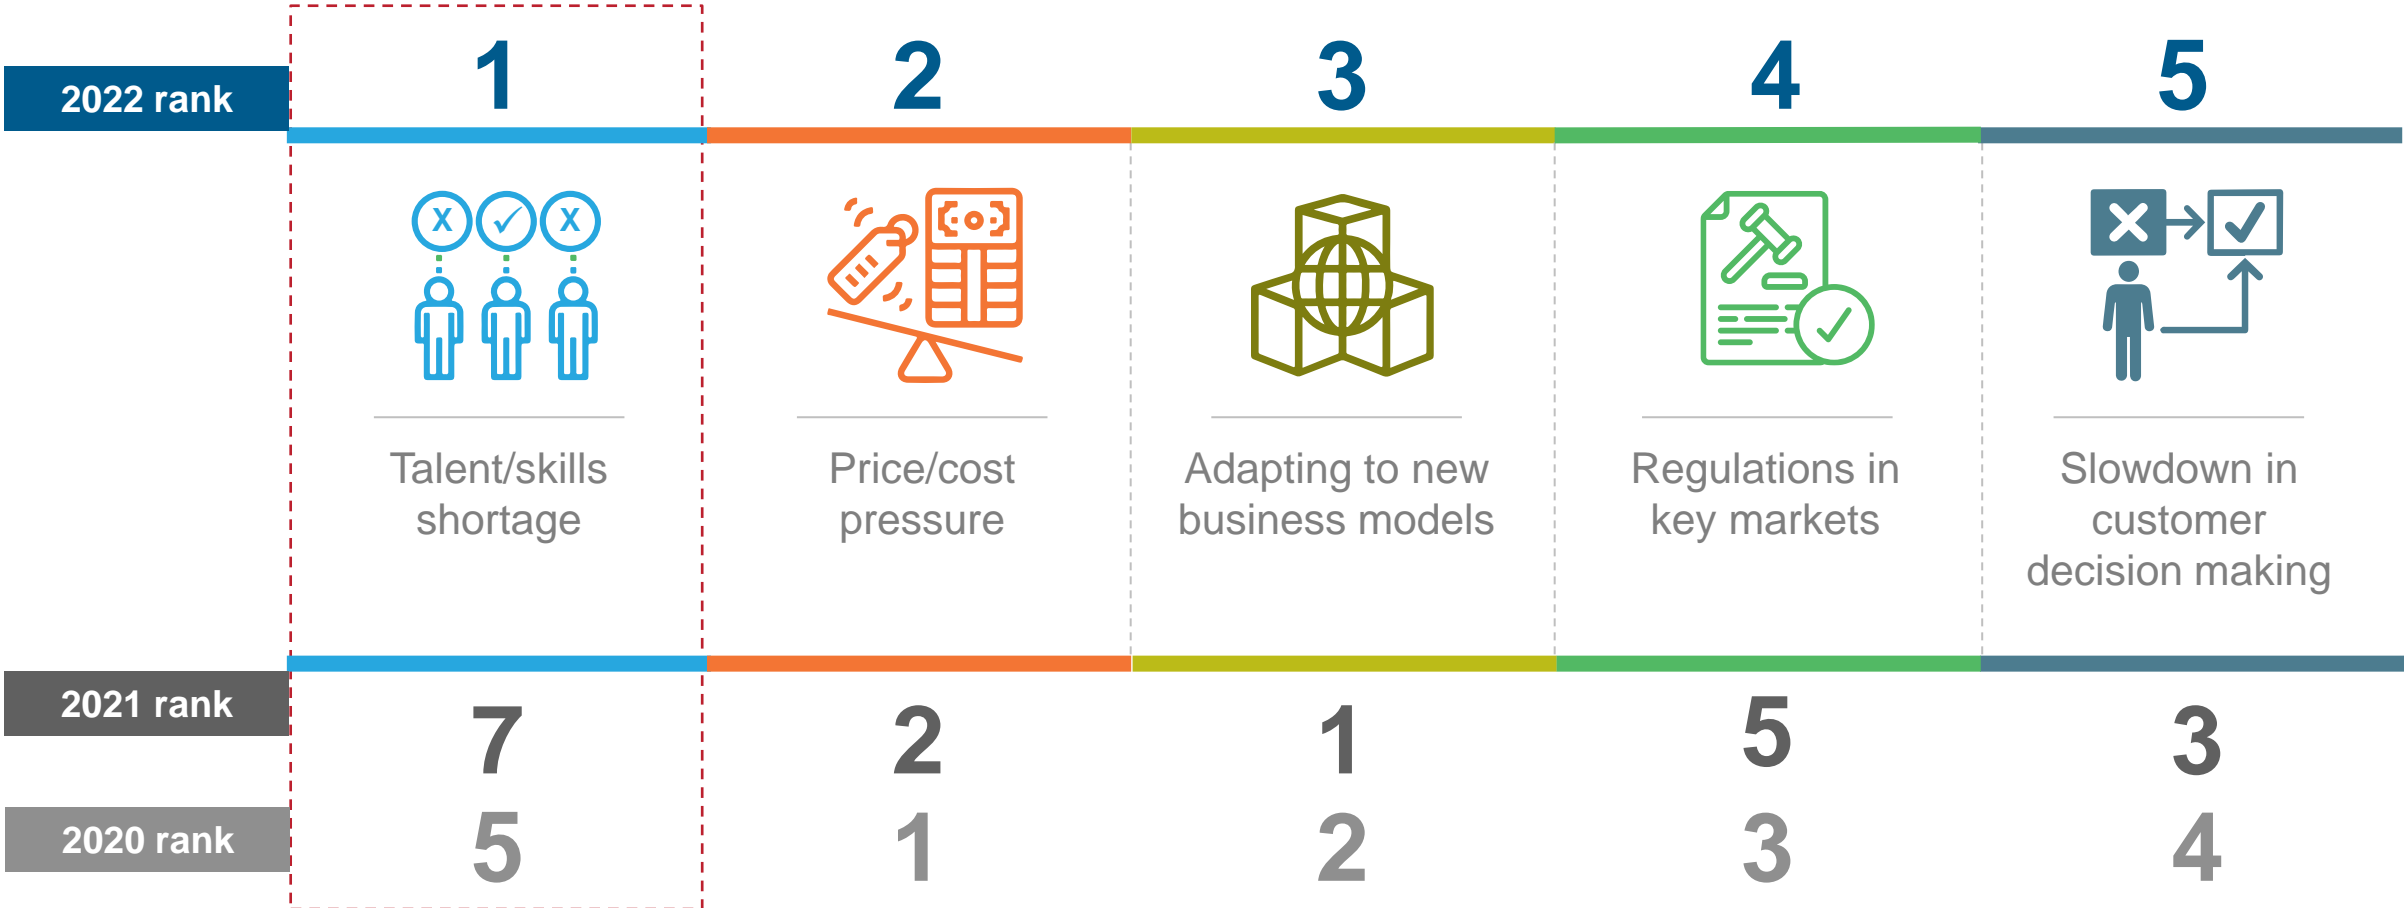 2022 rank
1
2
3
4
5
X
X
Talent/skills
shortage
Price/cost
pressure
Adapting to new
business models
Regulations in
key markets
Slowdown in
customer
decision making
2021 rank
7
2
1
5
3
2020 rank
5
1
2
3
4